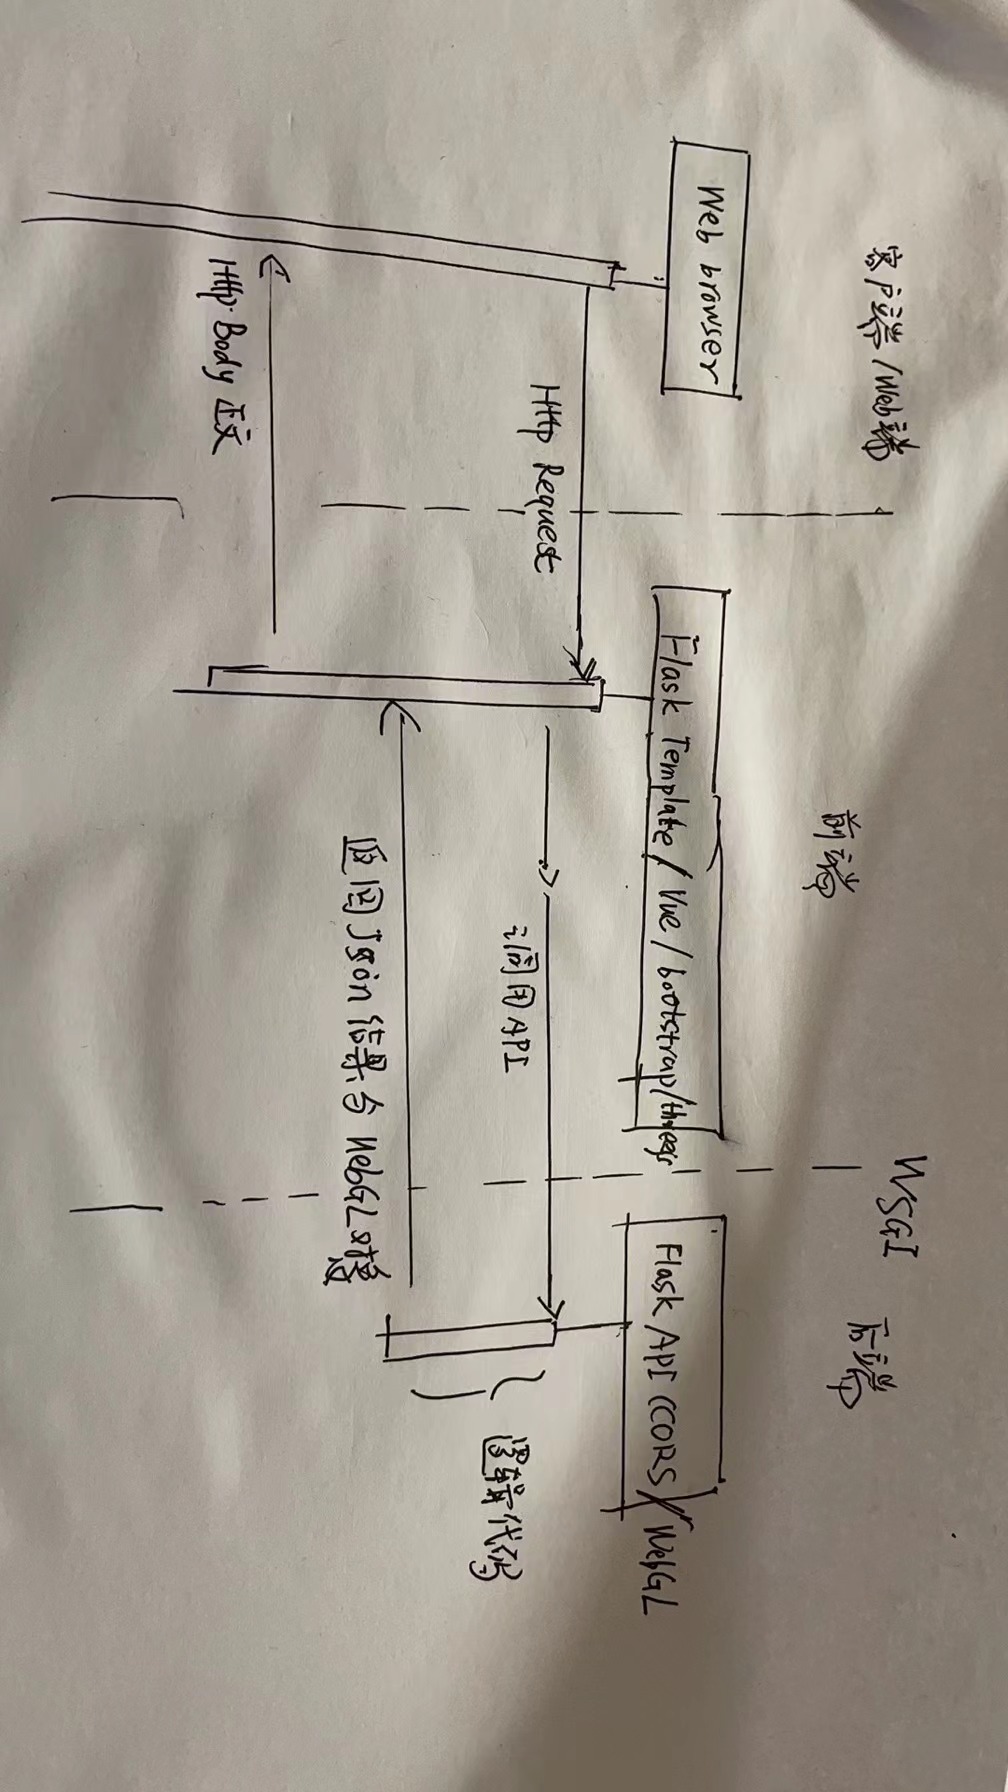 客户端/Web端
前端
WSGI
后端
Web browser
Flask Template/Vue/bootstrap/threejs
Flask API (CORS)/WebGL
Http Request
调用API
逻辑代码
返回Json结果给WebGL对接
Http Body 正文